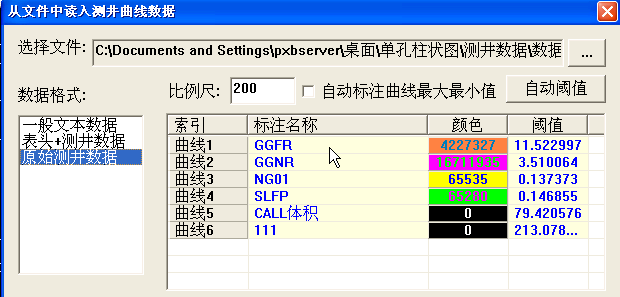 从文件中读入测井曲线数据
选择文件: C:\Documents and Settings\pxbserver\桌面\单孔柱状图\测井数据\数据 ...
数据格式: 比例尺: 200 自动标注曲线最大最小值 自动阈值
一般文本数据
表头+测井数据
原始测井数据
索引 标注名称 颜色 阈值
曲线1 GGFR 4227327 11.522997
曲线2 GGNR 16711935 3.510064
曲线3 NG01 65535 0.137373
曲线4 SLFP 65280 0.146855
曲线5 CALL体积 0 79.420576
曲线6 111 0 213.078...